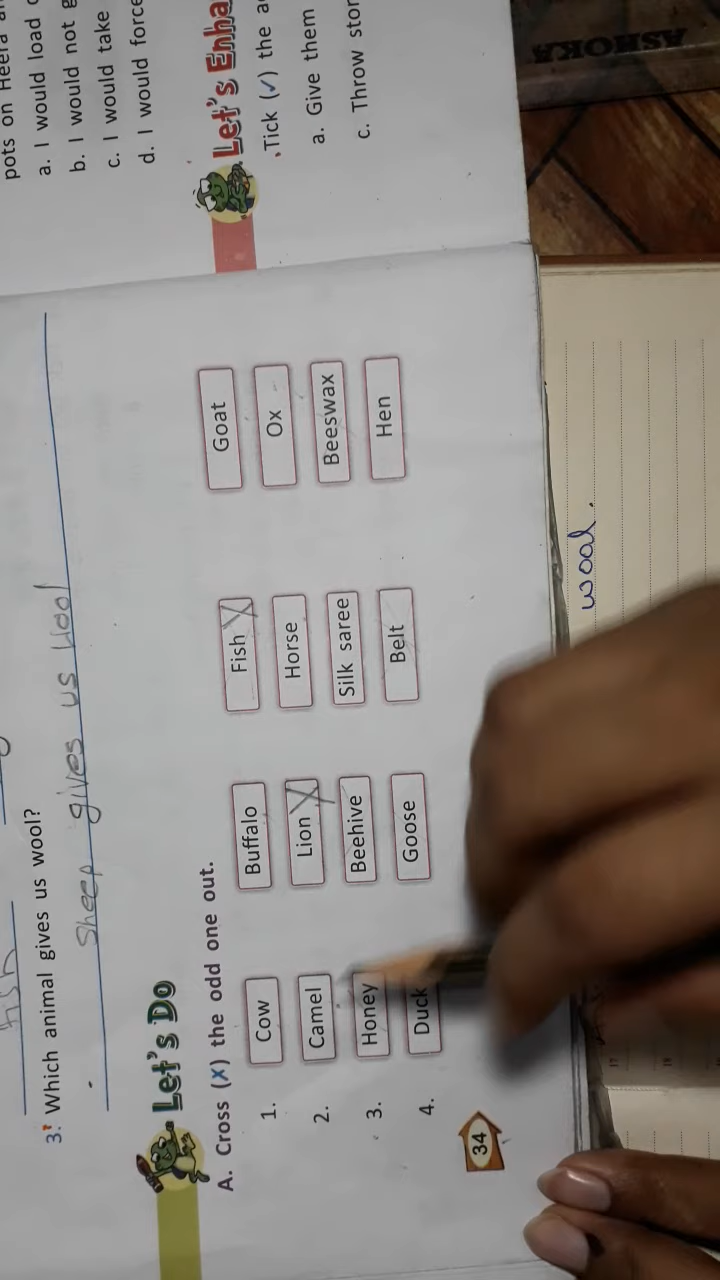 3. Which animal gives us wool?
Sheep gives us Wool
Let's Do
A. Cross (✗) the odd one out.
1. Cow Buffalo Fish X Goat
2. Camel Lion X Horse Ox
3. Honey Beehive Silk saree Beeswax
4. Duck Goose Belt Hen
34
pots on Heera
a. I would load
b. I would not
c. I would take
d. I would force
Let's Enha
Tick (✓) the
a. Give them
c. Throw
wool.
ASHOKA